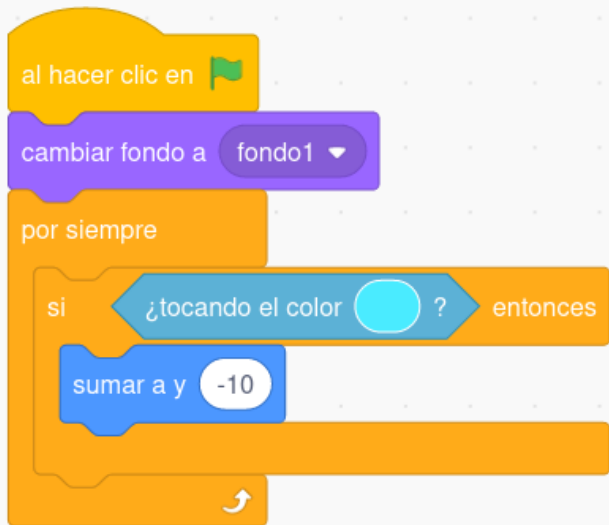 al hacer clic en
cambiar fondo a fondo1
por siempre
si ¿tocando el color ? entonces
sumar a y -10